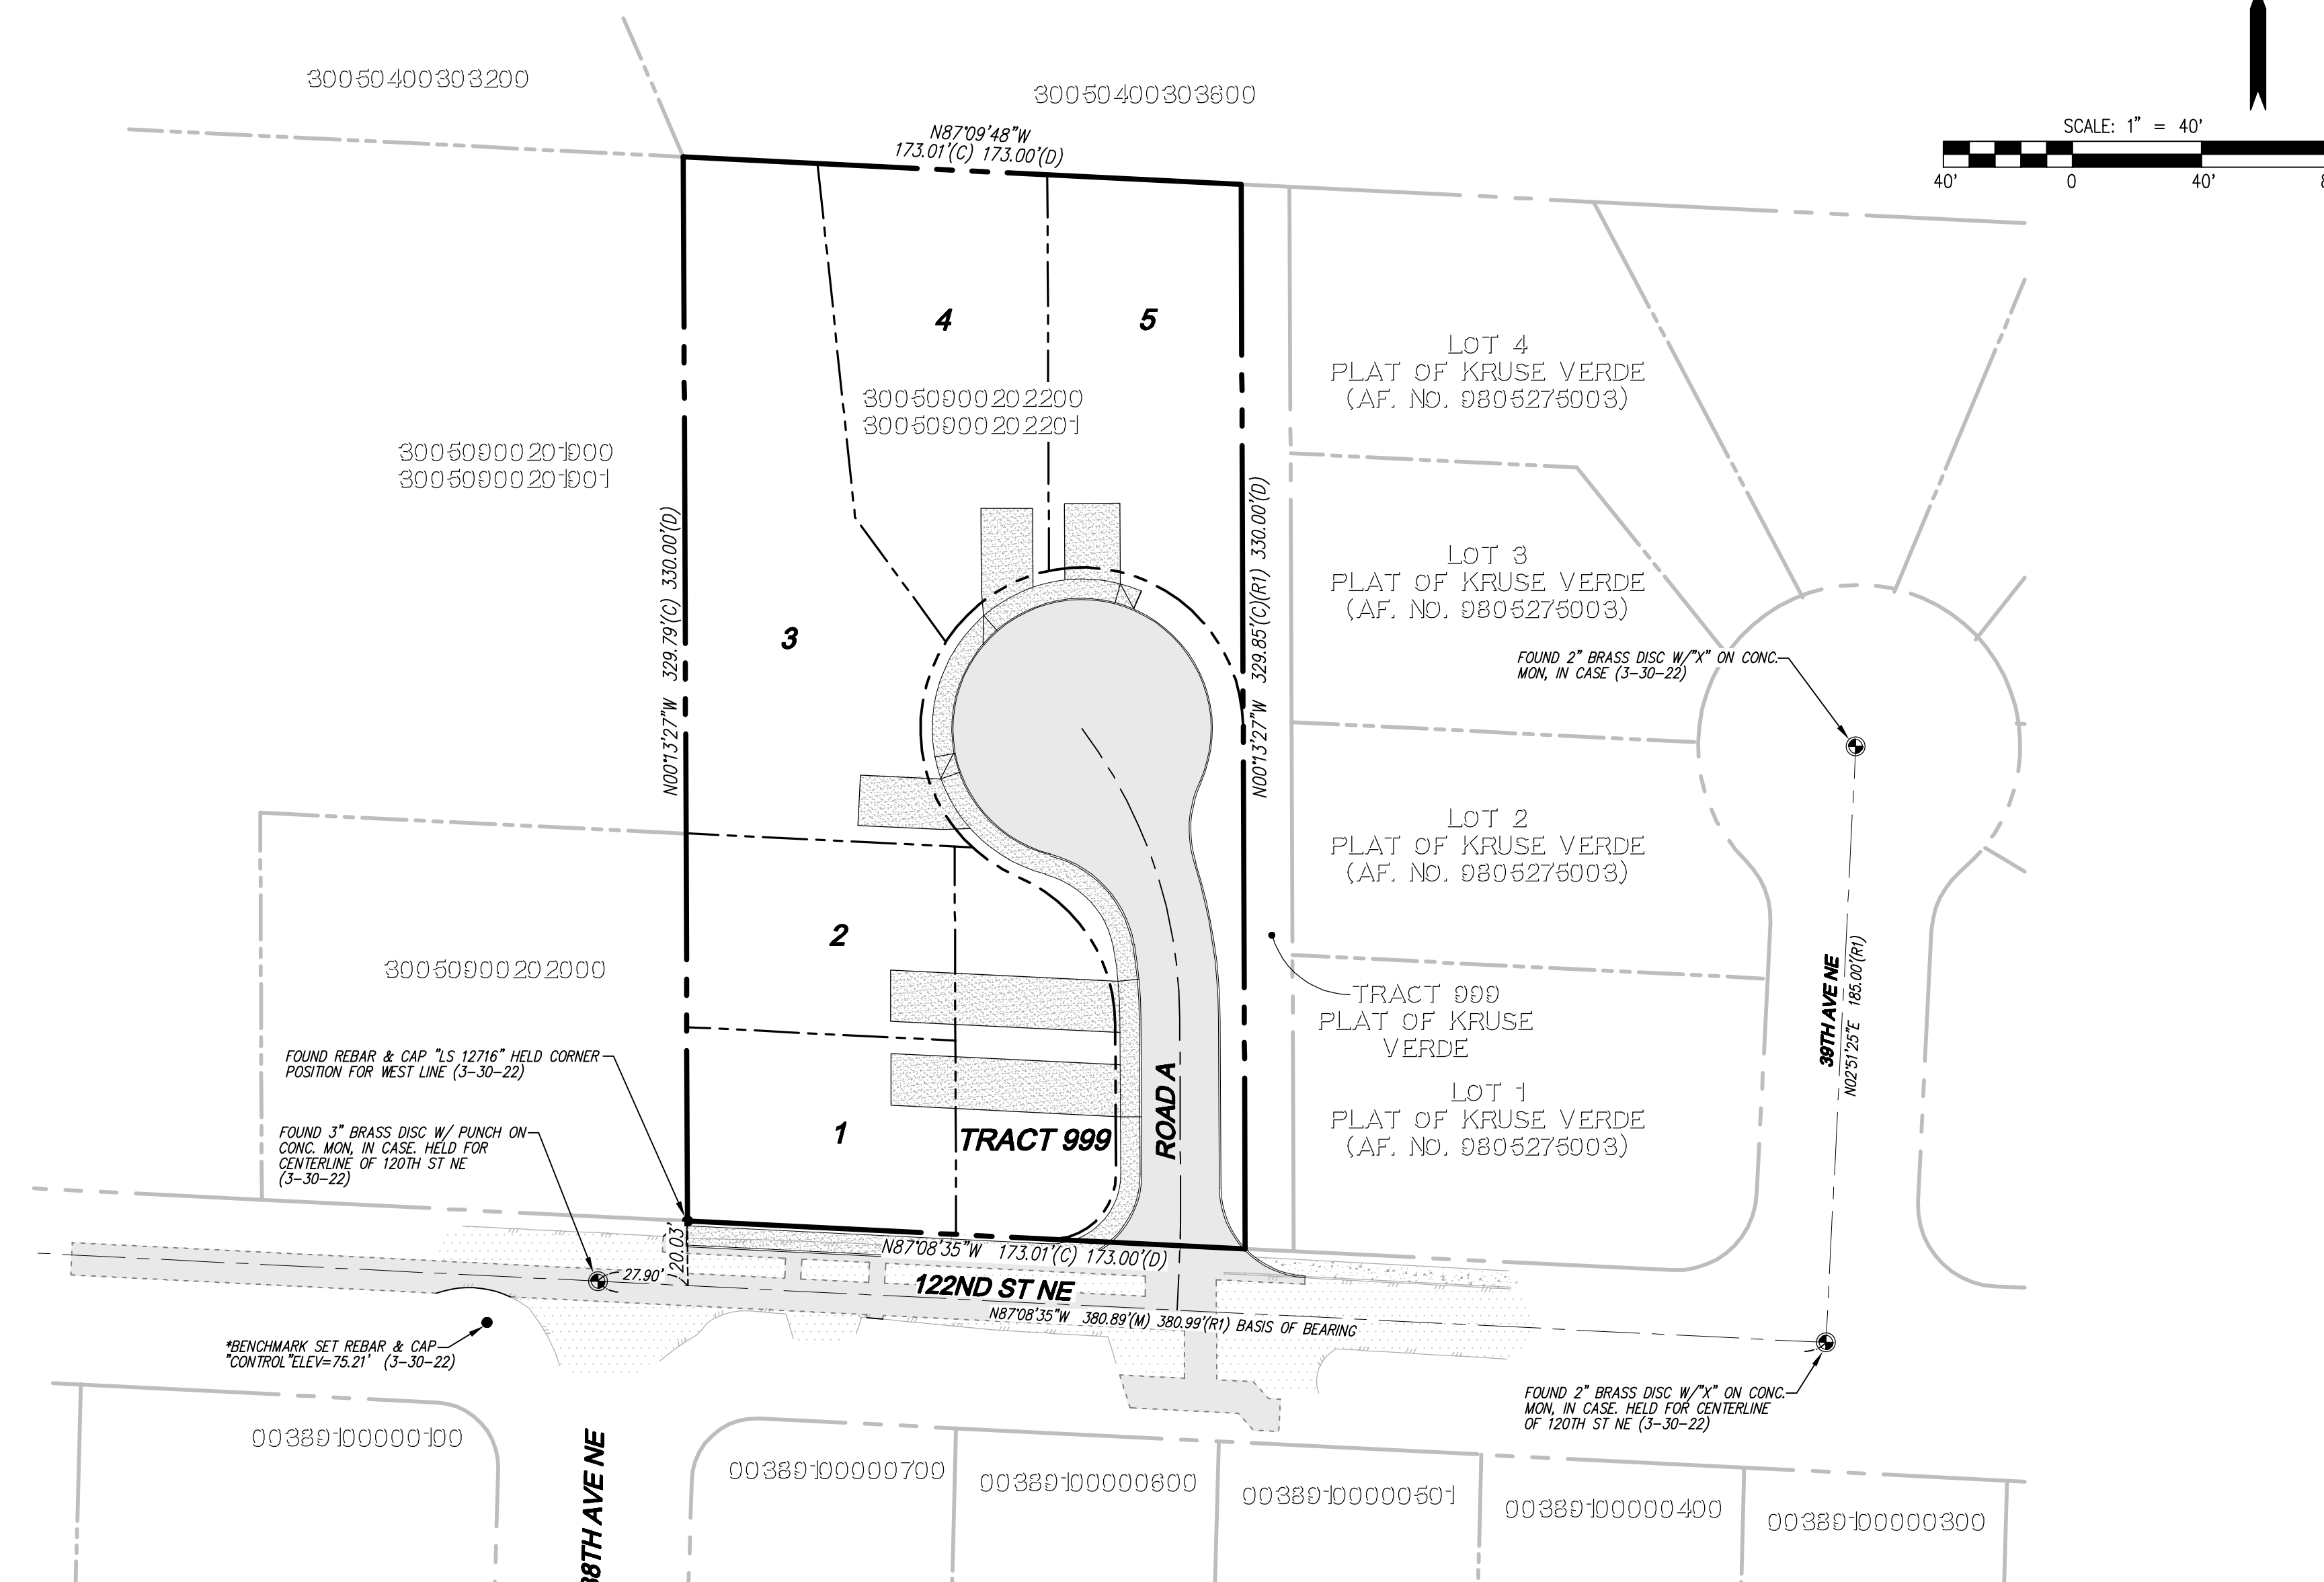 30050400303200
30050400303600
N87°09'48"W
173.01'(C) 173.00'(D)
SCALE: 1" = 40'
40'
0
40'
4
5
LOT 4
PLAT OF KRUSE VERDE
(AF. NO. 9805275003)
30050900202200
30050900202201
30050900201900
30050900201901
N00°13'27"W 329.79'(C) 330.00'(D)
N00°13'27"W 329.85'(C)(R1) 330.00'(D)
LOT 3
PLAT OF KRUSE VERDE
(AF. NO. 9805275003)
3
FOUND 2" BRASS DISC W/"X" ON CONC.
MON, IN CASE (3-30-22)
LOT 2
PLAT OF KRUSE VERDE
(AF. NO. 9805275003)
2
30050900202000
TRACT 999
PLAT OF KRUSE
VERDE
39TH AVE NE
N02°51'25"E 185.00'(R1)
FOUND REBAR & CAP "LS 12716" HELD CORNER
POSITION FOR WEST LINE (3-30-22)
LOT 1
PLAT OF KRUSE VERDE
(AF. NO. 9805275003)
FOUND 3" BRASS DISC W/ PUNCH ON
CONC. MON, IN CASE. HELD FOR
CENTERLINE OF 120TH ST NE
(3-30-22)
1
TRACT 999
ROAD A
20.03'
27.90'
N87°08'35"W 173.01'(C) 173.00'(D)
122ND ST NE
N87°08'35"W 380.89'(M) 380.99'(R1) BASIS OF BEARING
*BENCHMARK SET REBAR & CAP
"CONTROL"ELEV=75.21' (3-30-22)
FOUND 2" BRASS DISC W/"X" ON CONC.
MON, IN CASE. HELD FOR CENTERLINE
OF 120TH ST NE (3-30-22)
00389100000100
38TH AVE NE
00389100000700
00389100000600
00389100000501
00389100000400
00389100000300